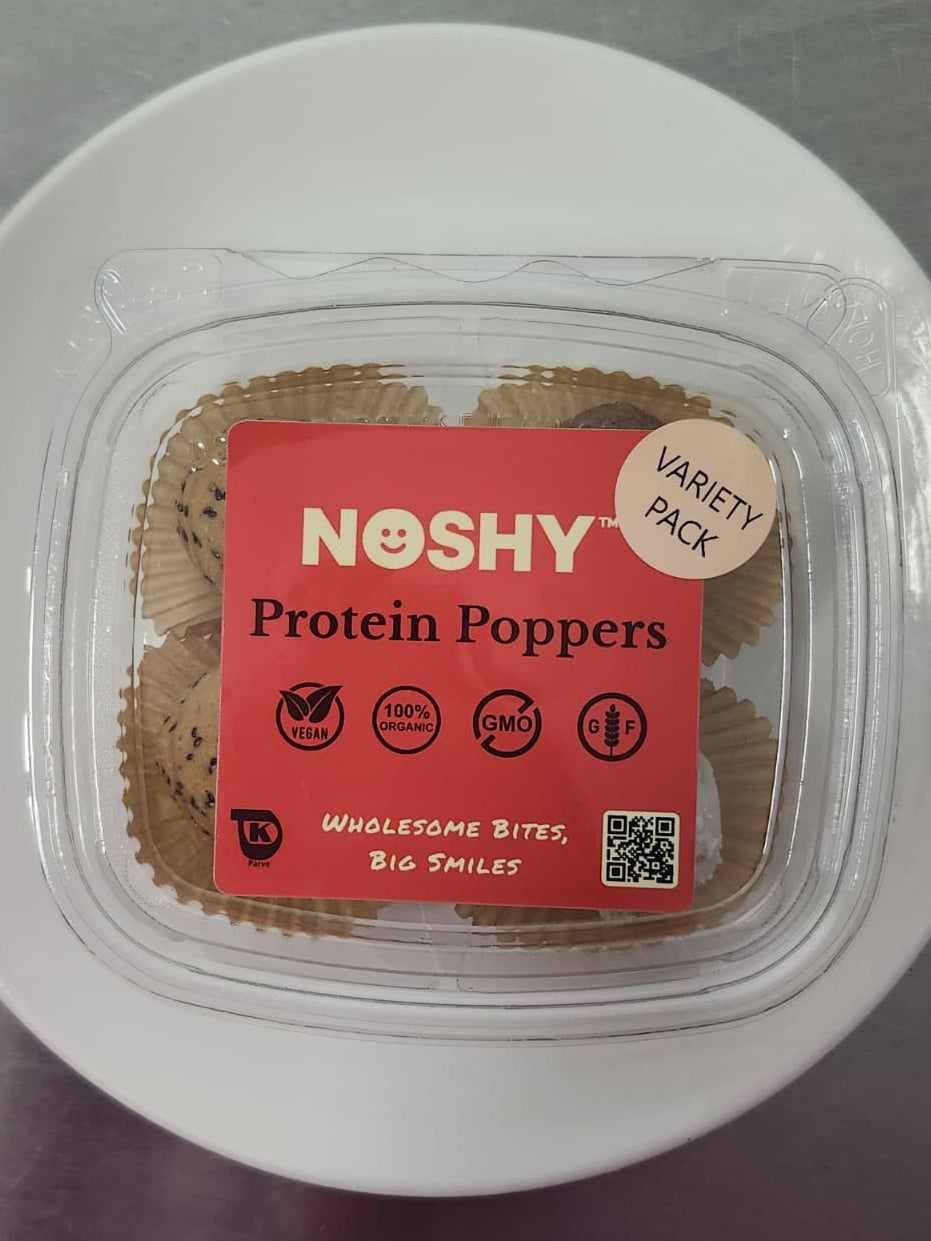 VARIETY
PACK
NOSHY™
Protein Poppers
VEGAN
100%
ORGANIC
GMO
G F
K
Parve
WHOLESOME BITES,
BIG SMILES